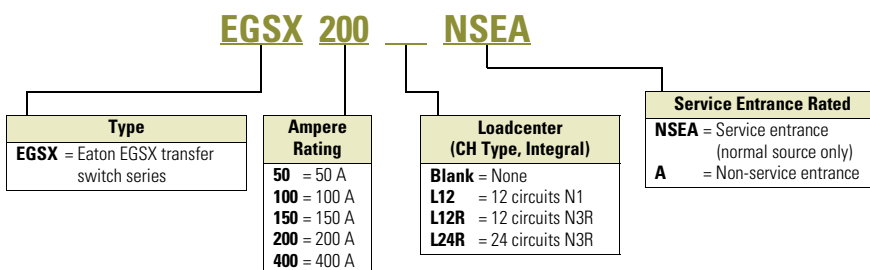 EGSX 200 __ NSEA
Type
EGSX = Eaton EGSX transfer
switch series
Ampere
Rating
50 = 50 A
100 = 100 A
150 = 150 A
200 = 200 A
400 = 400 A
Loadcenter
(CH Type, Integral)
Blank = None
L12 = 12 circuits N1
L12R = 12 circuits N3R
L24R = 24 circuits N3R
Service Entrance Rated
NSEA = Service entrance
(normal source only)
A = Non-service entrance